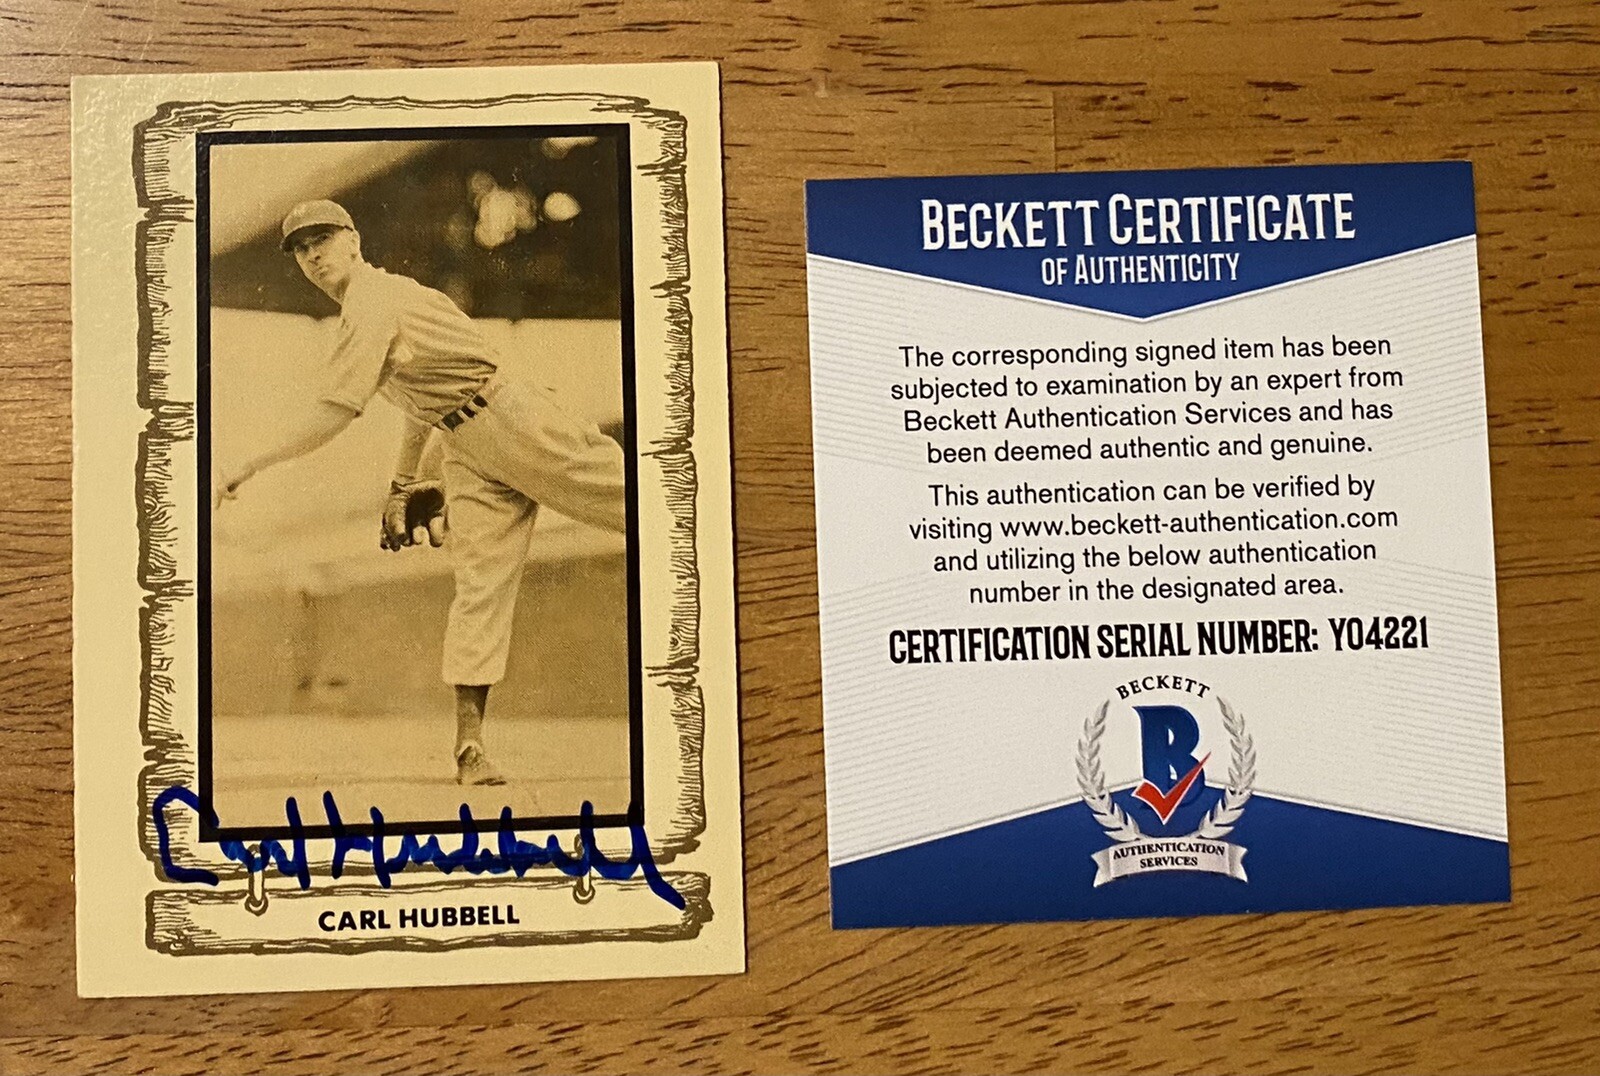 Carl Hubbell
CARL HUBBELL
BECKETT CERTIFICATE
OF AUTHENTICITY
The corresponding signed item has been
subjected to examination by an expert from
Beckett Authentication Services and has
been deemed authentic and genuine.
This authentication can be verified by
visiting www.beckett-authentication.com
and utilizing the below authentication
number in the designated area.
CERTIFICATION SERIAL NUMBER: Y04221
BECKETT
B
AUTHENTICATION
SERVICES